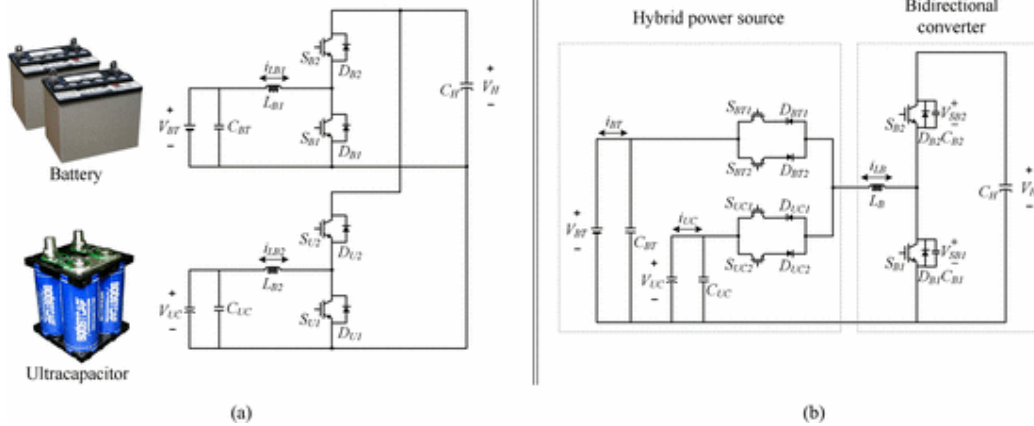 Battery
Ultracapacitor
BOOSTCAP
BOOSTCAP
S_B2
D_B2
i_LB1
L_B1
S_B1
D_B1
V_BT
+
−
C_BT
C_H
+
V_H
−
S_U2
D_U2
i_LB2
L_B2
S_U1
D_U1
+
V_UC
−
C_UC
(a)
Hybrid power source
Bidirectional
converter
i_BT
S_BT1
D_BT1
S_BT2
D_BT2
i_UC
S_UC1
D_UC1
S_UC2
D_UC2
+
V_BT
−
C_BT
+
V_UC
−
C_UC
i_LB
L_B
S_B2
+
V_SB2
−
D_B2 C_B2
S_B1
+
V_SB1
−
D_B1 C_B1
C_H
+
−
(b)